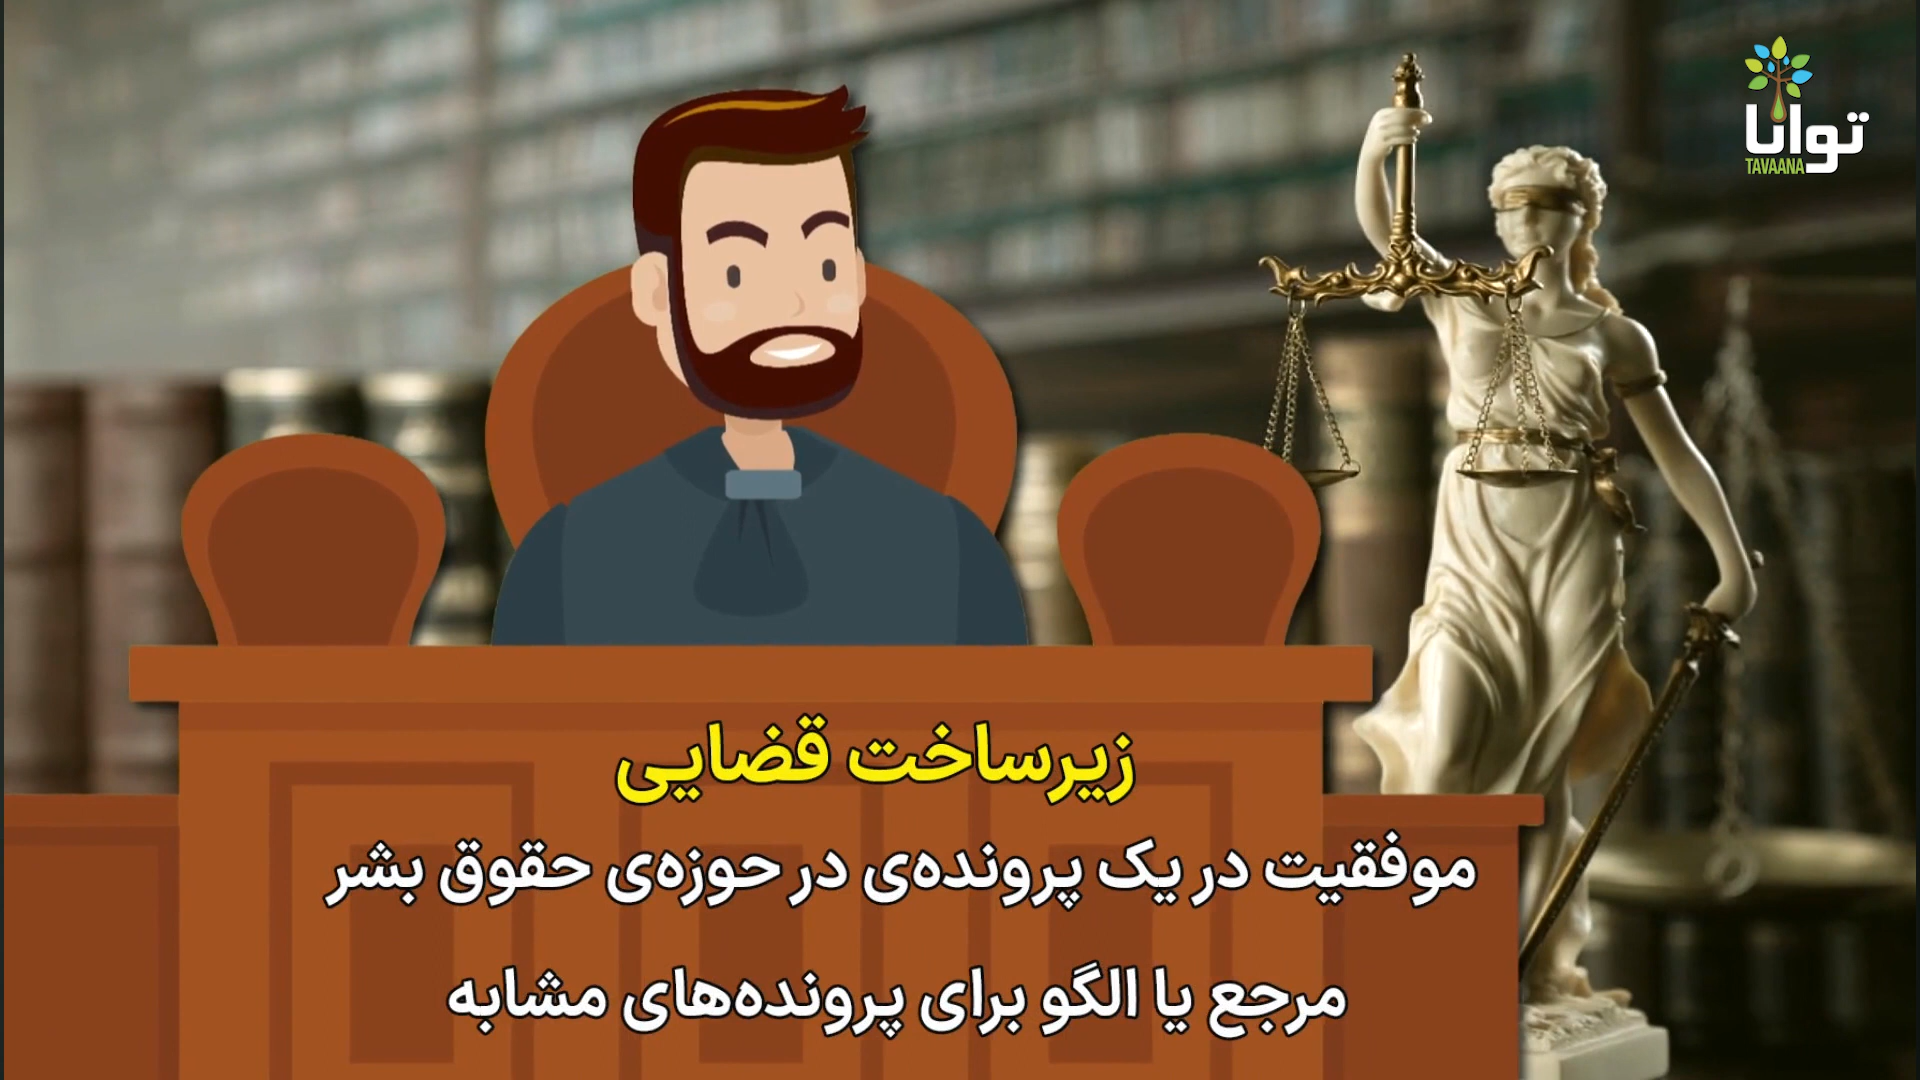 توانا
TAVAANA
زیرساخت قضایی
موفقیت در یک پرونده‌ی در حوزه‌ی حقوق بشر
مرجع یا الگو برای پرونده‌های مشابه